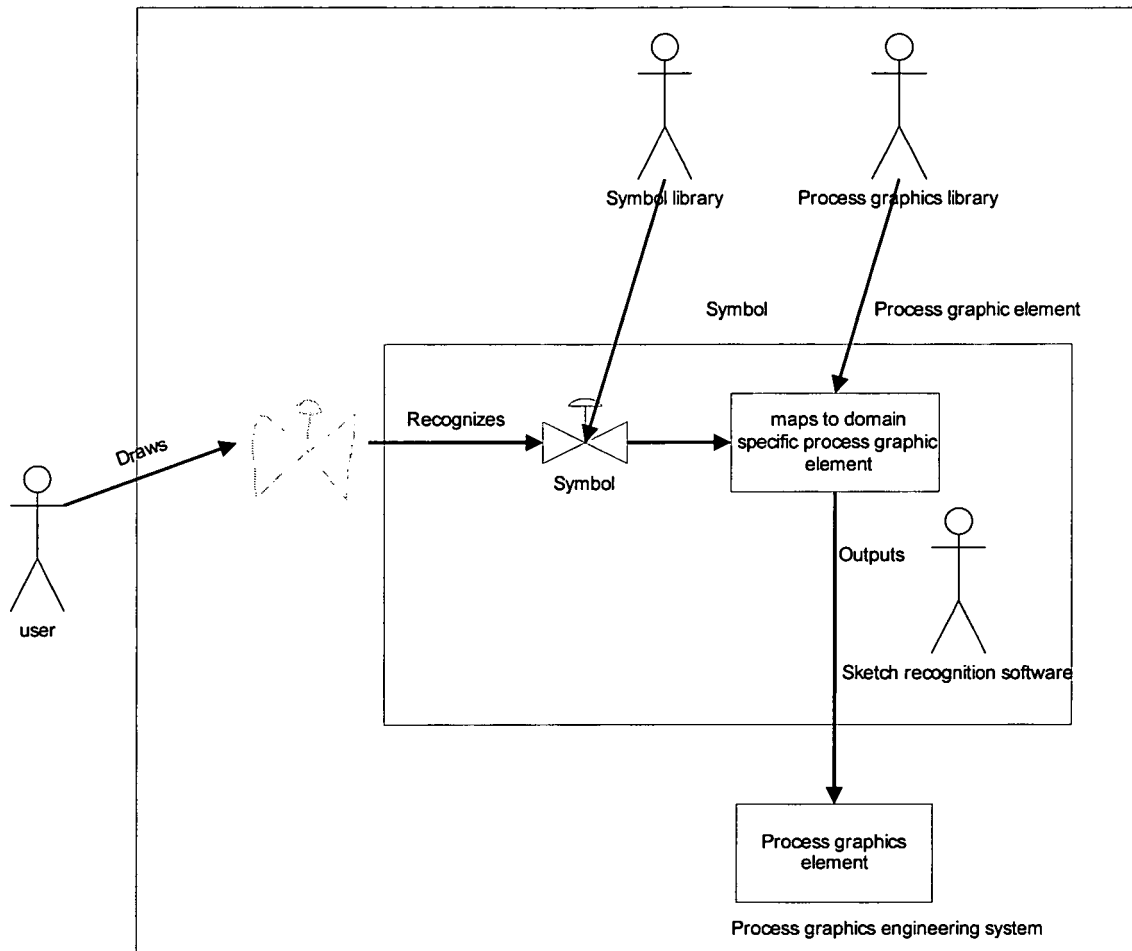 Symbol library
Process graphics library
Symbol
Process graphic element
Draws
Recognizes
Symbol
maps to domain
specific process graphic
element
user
Outputs
Sketch recognition software
Process graphics
element
Process graphics engineering system